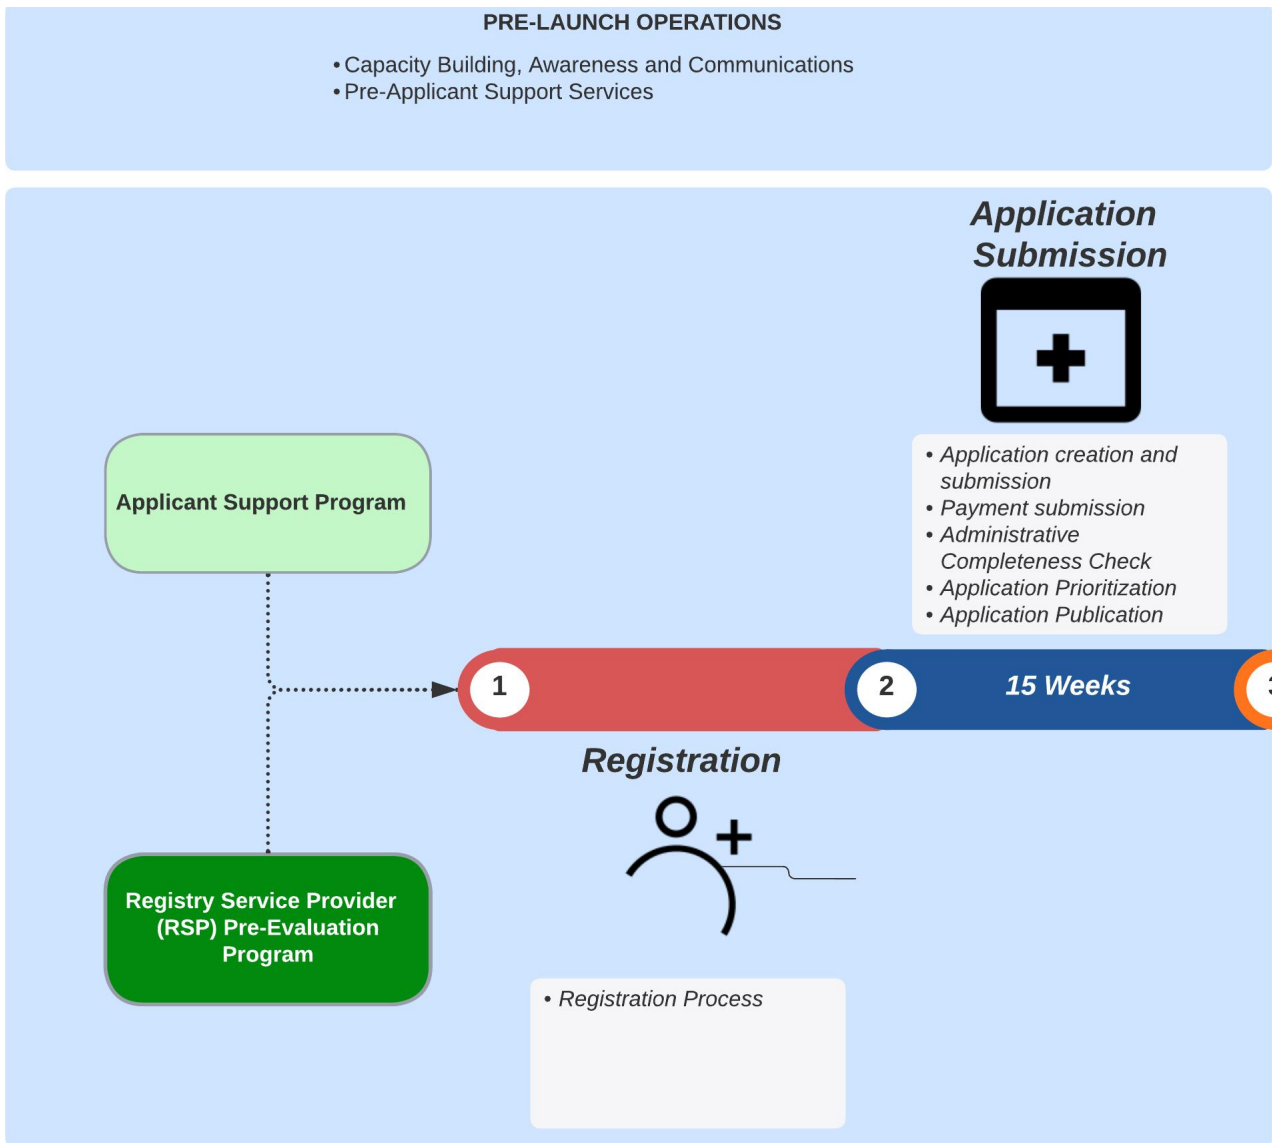 PRE-LAUNCH OPERATIONS
• Capacity Building, Awareness and Communications
• Pre-Applicant Support Services
Application
Submission
• Application creation and
submission
• Payment submission
• Administrative
Completeness Check
• Application Prioritization
• Application Publication
Applicant Support Program
1
2
15 Weeks
3
Registration
Registry Service Provider
(RSP) Pre-Evaluation
Program
• Registration Process